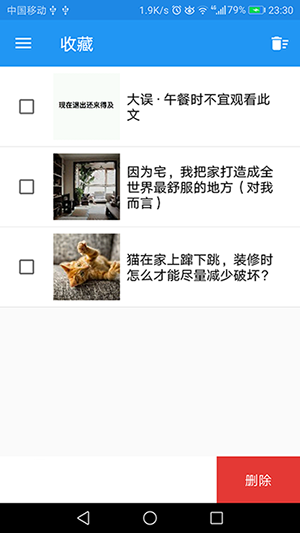 中国移动 1.9K/s 79% 23:30
收藏
现在退出还来得及
大误 · 午餐时不宜观看此
文
因为宅，我把家打造成全
世界最舒服的地方（对我
而言）
猫在家上蹿下跳，装修时
怎么才能尽量减少破坏？
删除